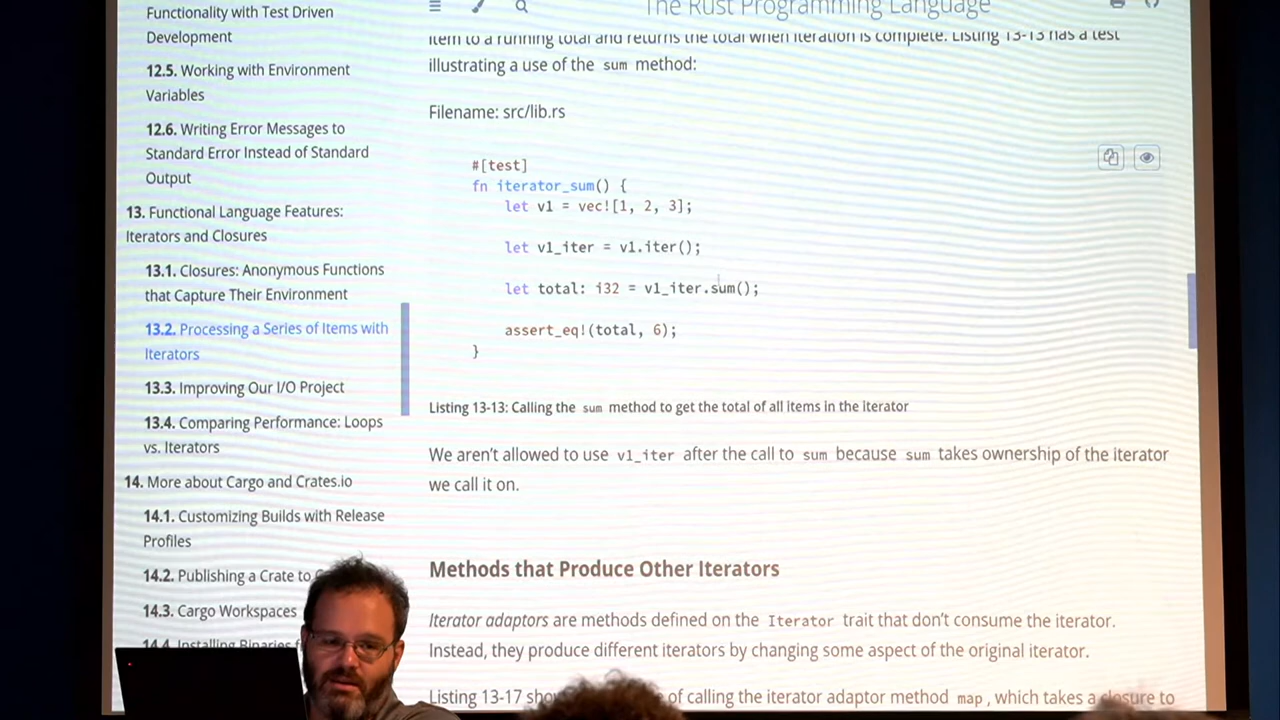 Functionality with Test Driven
Development
12.5. Working with Environment
Variables
12.6. Writing Error Messages to
Standard Error Instead of Standard
Output
13. Functional Language Features:
Iterators and Closures
13.1. Closures: Anonymous Functions
that Capture Their Environment
13.2. Processing a Series of Items with
Iterators
13.3. Improving Our I/O Project
13.4. Comparing Performance: Loops
vs. Iterators
14. More about Cargo and Crates.io
14.1. Customizing Builds with Release
Profiles
14.2. Publishing a Crate to
14.3. Cargo Workspaces
14.4. Installing Binaries
The Rust Programming Language
item to a running total and returns the total when iteration is complete. Listing 13-13 has a test
illustrating a use of the sum method:
Filename: src/lib.rs
#[test]
fn iterator_sum() {
let v1 = vec![1, 2, 3];
let v1_iter = v1.iter();
let total: i32 = v1_iter.sum();
assert_eq!(total, 6);
}
Listing 13-13: Calling the sum method to get the total of all items in the iterator
We aren't allowed to use v1_iter after the call to sum because sum takes ownership of the iterator
we call it on.
Methods that Produce Other Iterators
Iterator adaptors are methods defined on the Iterator trait that don't consume the iterator.
Instead, they produce different iterators by changing some aspect of the original iterator.
Listing 13-17 of calling the iterator adaptor method map, which takes a closure to